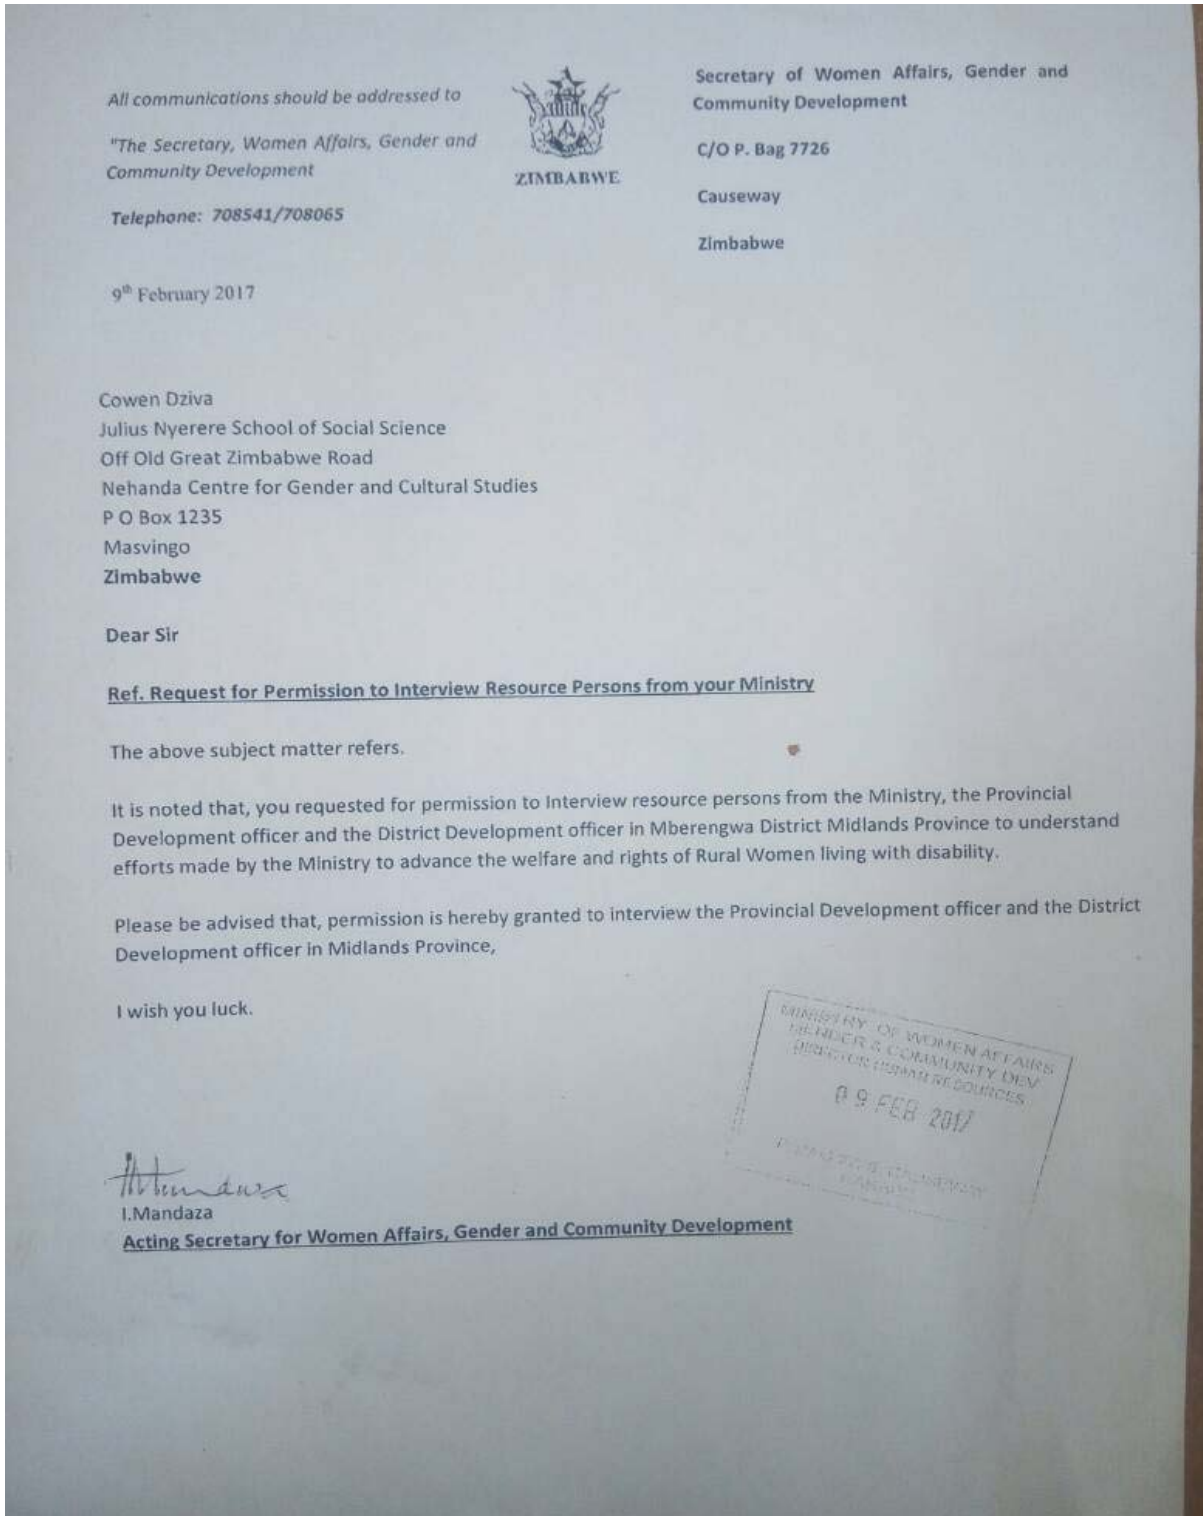 All communications should be addressed to
"The Secretary, Women Affairs, Gender and
Community Development
Telephone: 708541/708065
ZIMBABWE
Secretary of Women Affairs, Gender and
Community Development
C/O P. Bag 7726
Causeway
Zimbabwe
9th February 2017
Cowen Dziva
Julius Nyerere School of Social Science
Off Old Great Zimbabwe Road
Nehanda Centre for Gender and Cultural Studies
P O Box 1235
Masvingo
Zimbabwe
Dear Sir
Ref. Request for Permission to Interview Resource Persons from your Ministry
The above subject matter refers.
It is noted that, you requested for permission to Interview resource persons from the Ministry, the Provincial
Development officer and the District Development officer in Mberengwa District Midlands Province to understand
efforts made by the Ministry to advance the welfare and rights of Rural Women living with disability.
Please be advised that, permission is hereby granted to interview the Provincial Development officer and the District
Development officer in Midlands Province,
I wish you luck.
MINISTRY OF WOMEN AFFAIRS
GENDER & COMMUNITY DEV
DIRECTOR HUMAN RESOURCES
09 FEB 2017
I.Mandaza
Acting Secretary for Women Affairs, Gender and Community Development